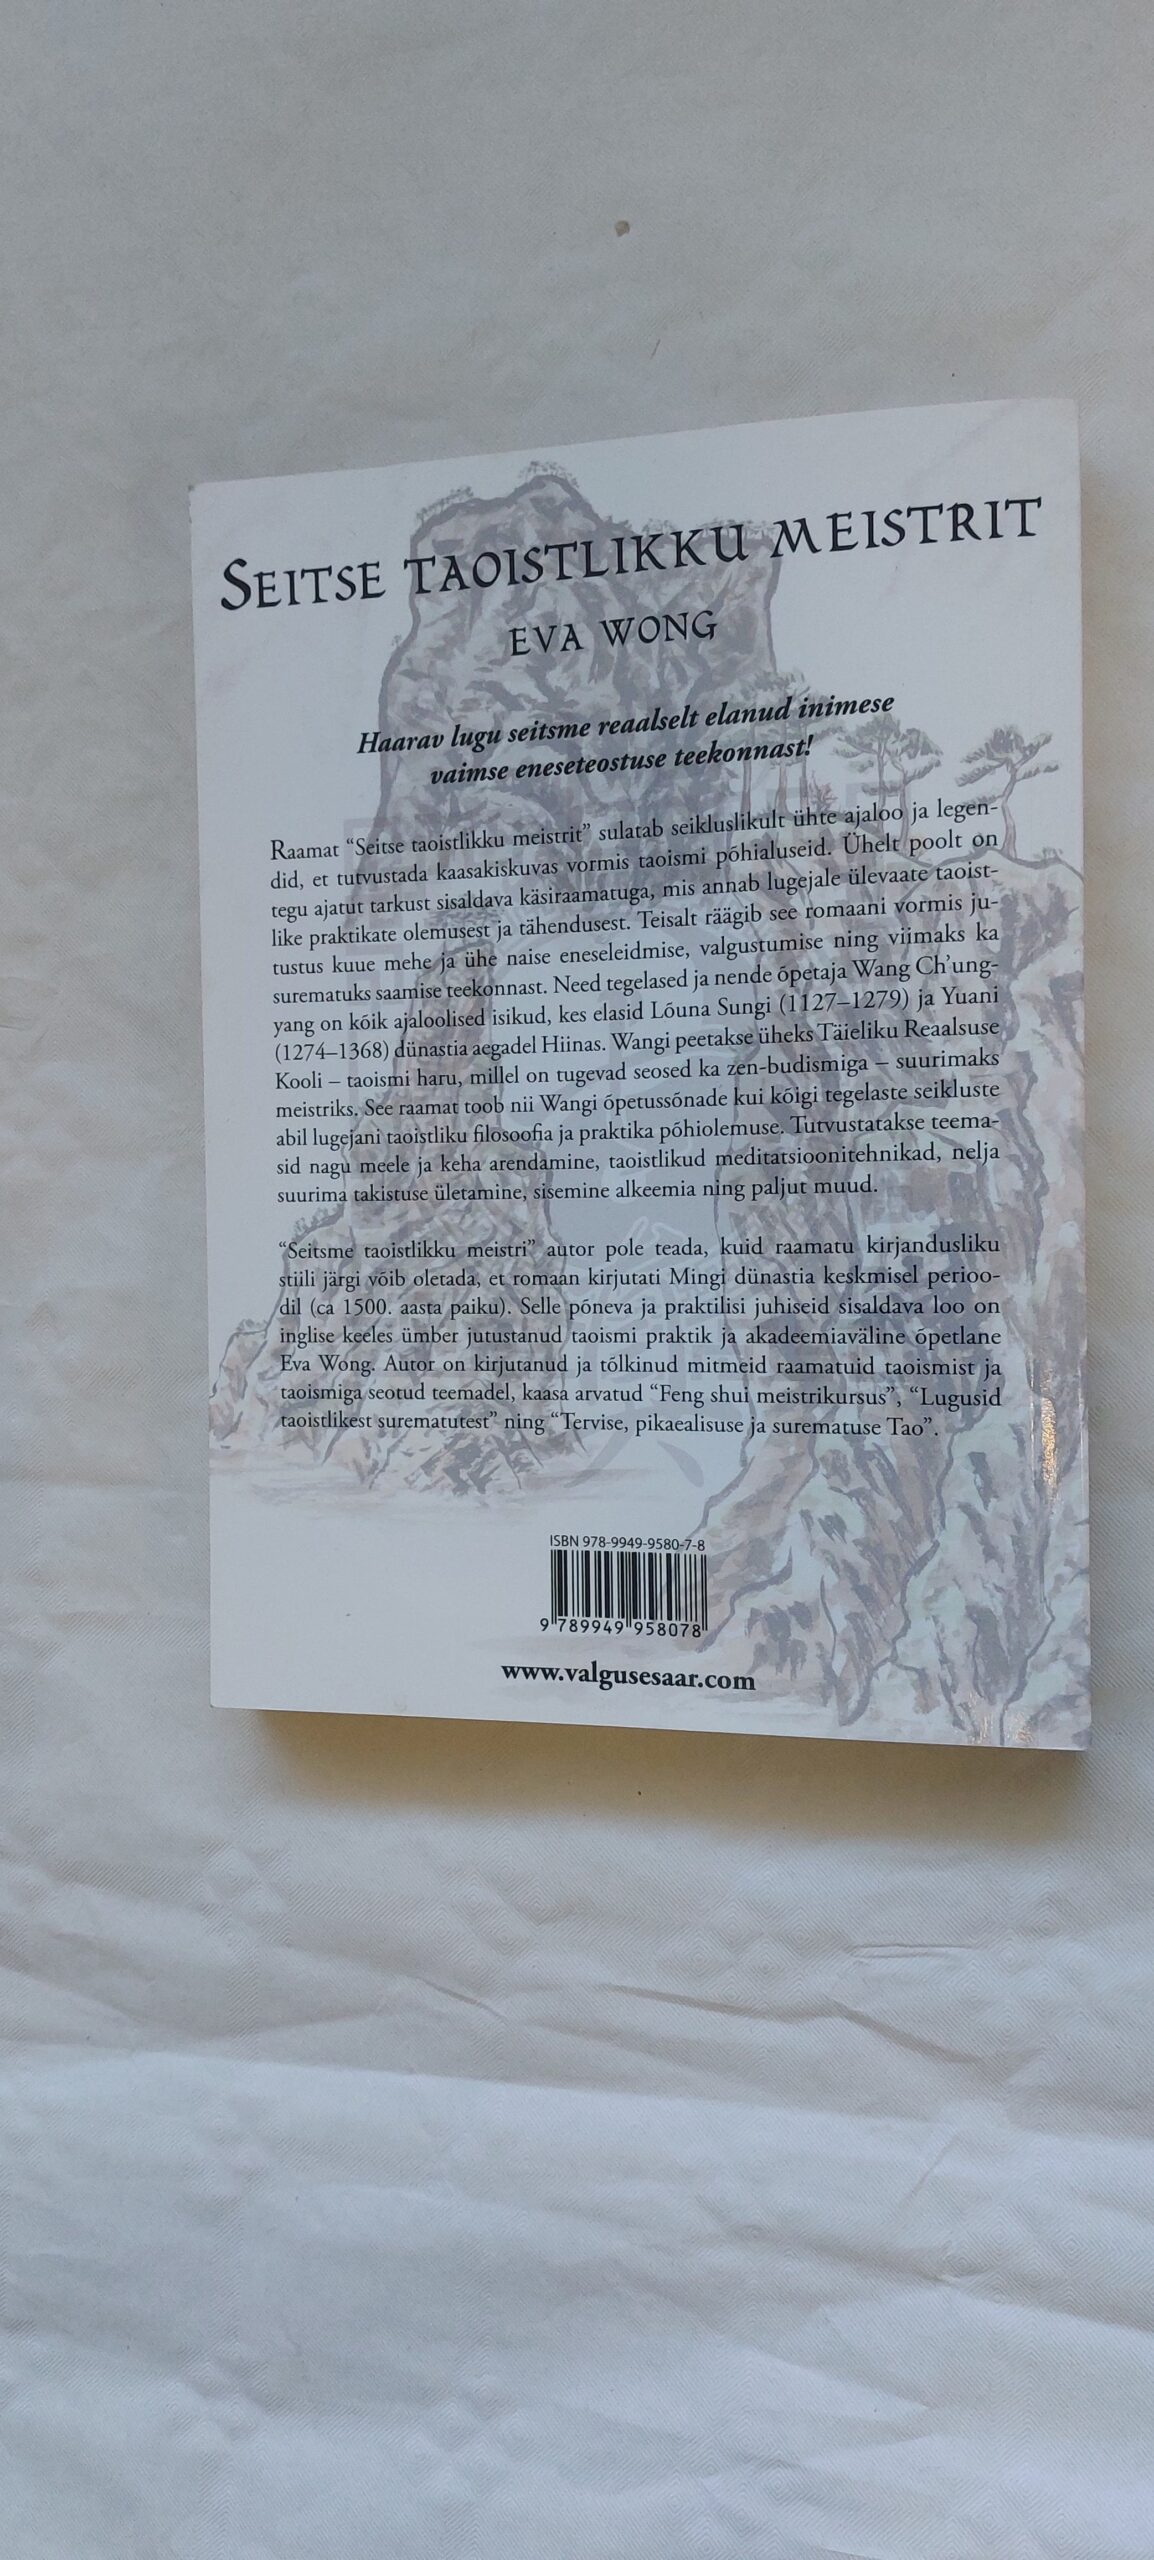 SEITSE TAOISTLIKKU MEISTRIT
EVA WONG
Haarav lugu seitsme reaalselt elanud inimese
vaimse eneseteostuse teekonnast!
Raamat “Seitse taoistlikku meistrit” sulatab seikluslikult ühte ajaloo ja legen-
did, et tutvustada kaasakiskuvas vormis taoismi põhialuseid. Ühelt poolt on
tegu ajatut tarkust sisaldava käsiraamatuga, mis annab lugejale ülevaate taoist-
like praktikate olemusest ja tähendusest. Teisalt räägib see romaani vormis ju-
tustus kuue mehe ja ühe naise eneseleidmise, valgustumise ning viimaks ka
surematuks saamise teekonnast. Need tegelased ja nende õpetaja Wang Ch’ung-
yang on kõik ajaloolised isikud, kes elasid Lõuna Sungi (1127–1279) ja Yuani
(1274–1368) dünastia aegadel Hiinas. Wangi peetakse üheks Täieliku Reaalsuse
Kooli – taoismi haru, millel on tugevad seosed ka zen-budismiga – suurimaks
meistriks. See raamat toob nii Wangi õpetussõnade kui kõigi tegelaste seikluste
abil lugejani taoistliku filosoofia ja praktika põhiolemuse. Tutvustatakse teema-
sid nagu meele ja keha arendamine, taoistlikud meditatsioonitehnikad, nelja
suurima takistuse ületamine, sisemine alkeemia ning paljut muud.
“Seitsme taoistlikku meistri” autor pole teada, kuid raamatu kirjandusliku
stiili järgi võib oletada, et romaan kirjutati Mingi dünastia keskmisel perioo-
dil (ca 1500. aasta paiku). Selle põneva ja praktilisi juhiseid sisaldava loo on
inglise keeles ümber jutustanud taoismi praktik ja akadeemiaväline õpetlane
Eva Wong. Autor on kirjutanud ja tõlkinud mitmeid raamatuid taoismist ja
taoismiga seotud teemadel, kaasa arvatud “Feng shui meistrikursus”, “Lugusid
taoistlikest surematutest” ning “Tervise, pikaealisuse ja surematuse Tao”.
ISBN 978-9949-9580-7-8
9 789949 958078
www.valgusesaar.com